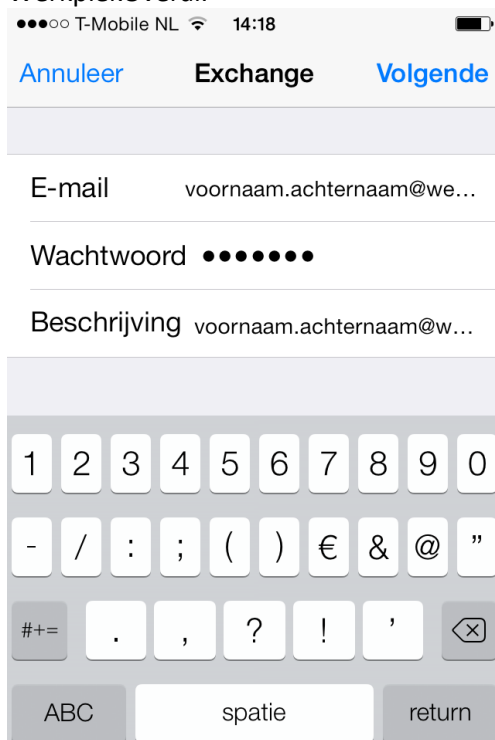 T-Mobile NL 14:18
Annuleer Exchange Volgende
E-mail voornaam.achternaam@we...
Wachtwoord •••••••
Beschrijving voornaam.achternaam@w...
1 2 3 4 5 6 7 8 9 0
- / : ; ( ) € & @ "
#+= . , ? ! '
ABC spatie return